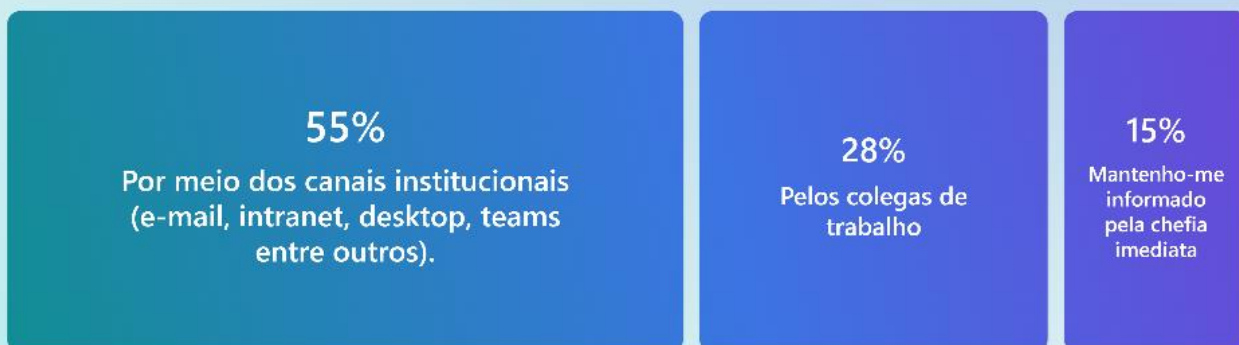 55%
Por meio dos canais institucionais
(e-mail, intranet, desktop, teams
entre outros).
28%
Pelos colegas de
trabalho
15%
Mantenho-me
informado
pela chefia
imediata